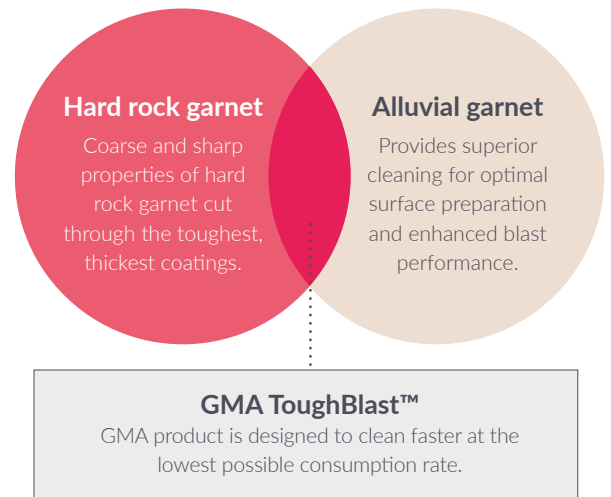 Hard rock garnet
Coarse and sharp
properties of hard
rock garnet cut
through the toughest,
thickest coatings.
Alluvial garnet
Provides superior
cleaning for optimal
surface preparation
and enhanced blast
performance.
GMA ToughBlast™
GMA product is designed to clean faster at the
lowest possible consumption rate.